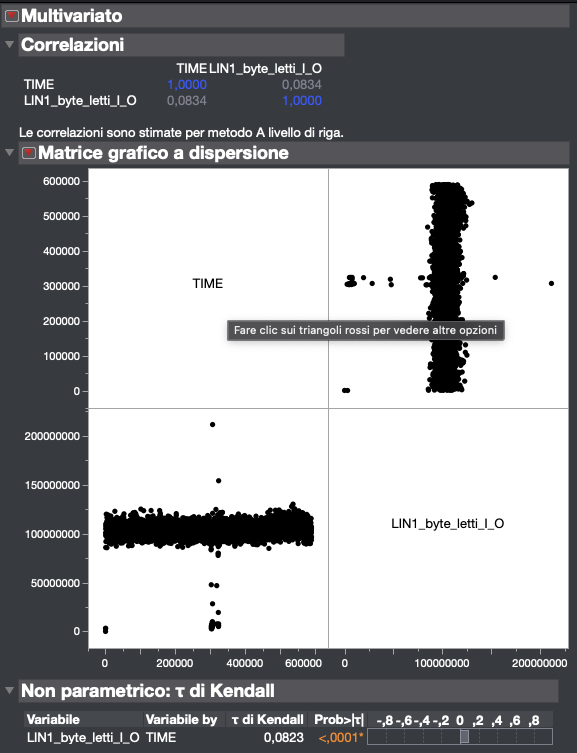 Multivariato
Correlazioni
TIME LIN1_byte_letti_I_O
TIME 1,0000 0,0834
LIN1_byte_letti_I_O 0,0834 1,0000
Le correlazioni sono stimate per metodo A livello di riga.
Matrice grafico a dispersione
600000
500000
400000
300000
200000
100000
0
TIME
Fare clic sui triangoli rossi per vedere altre opzioni
200000000
150000000
100000000
50000000
0
LIN1_byte_letti_I_O
0 200000 400000 600000 0 100000000 200000000
Non parametrico: τ di Kendall
Variabile Variabile by τ di Kendall Prob>|τ| -,8 -,6 -,4 -,2 0 ,2 ,4 ,6 ,8
LIN1_byte_letti_I_O TIME 0,0823 <,0001*